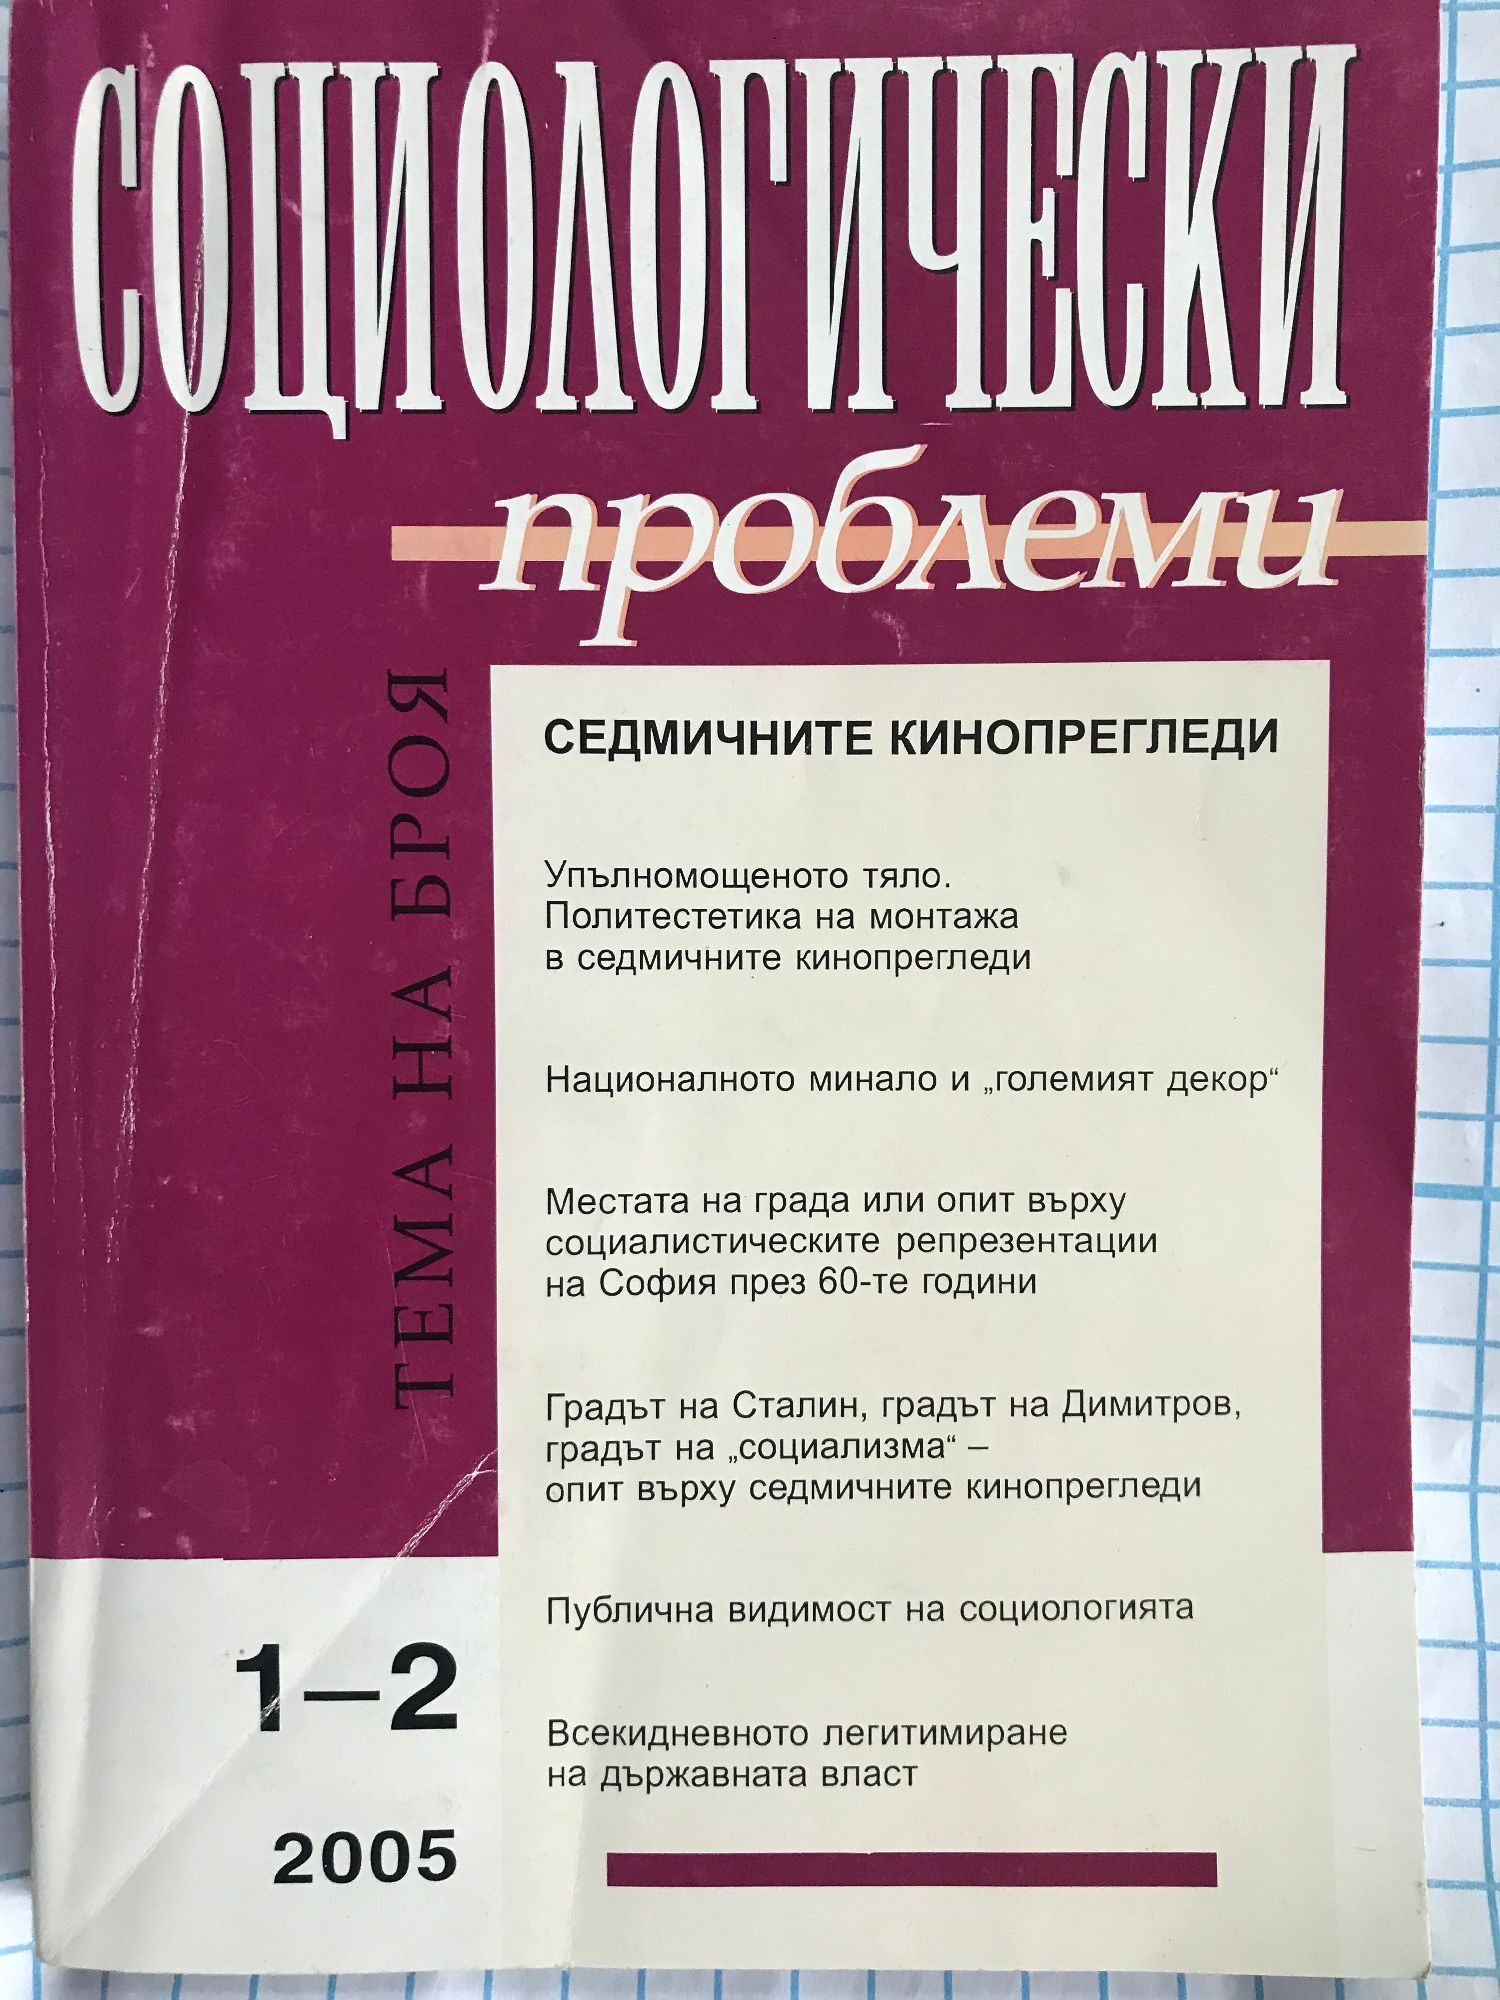 СОЦИОЛОГИЧЕСКИ
проблеми
ТЕМА НА БРОЯ
СЕДМИЧНИТЕ КИНОПРЕГЛЕДИ
Упълномощеното тяло.
Политестетика на монтажа
в седмичните кинопрегледи
Националното минало и „големият декор“
Местата на града или опит върху
социалистическите репрезентации
на София през 60-те години
Градът на Сталин, градът на Димитров,
градът на „социализма“ –
опит върху седмичните кинопрегледи
Публична видимост на социологията
Всекидневното легитимиране
на държавната власт
1–2
2005